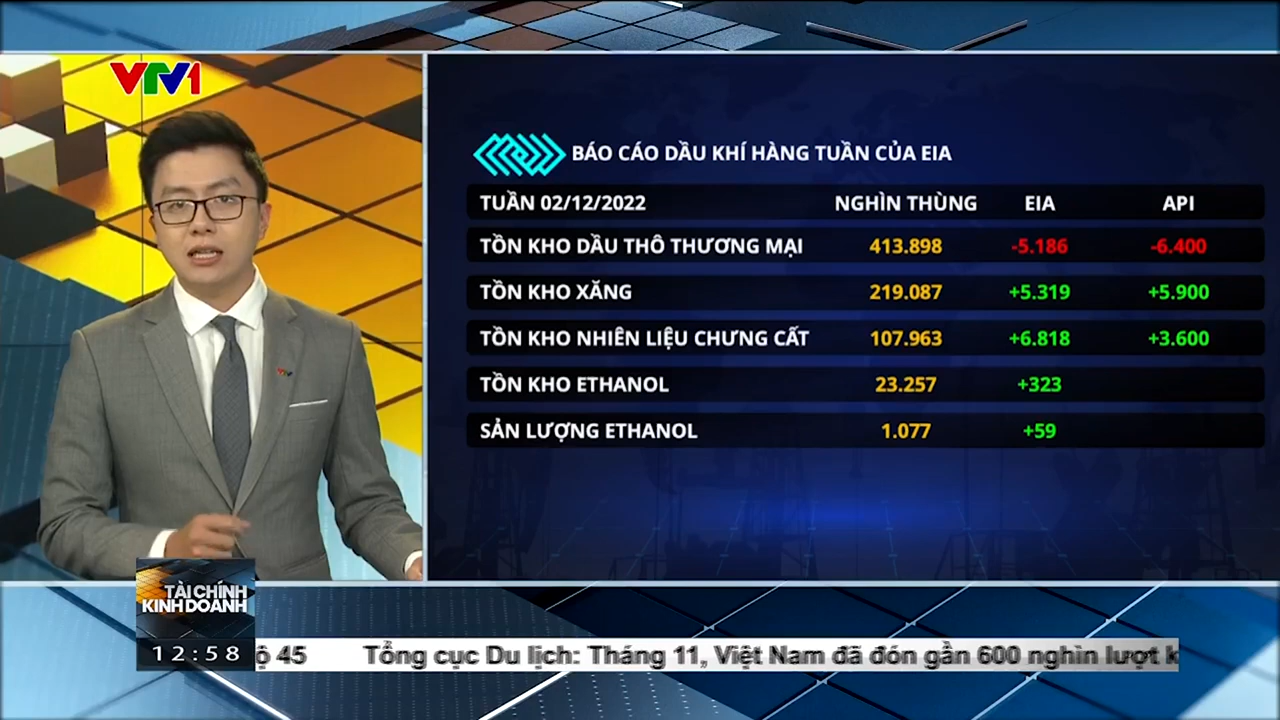 VTV1
BÁO CÁO DẦU KHÍ HÀNG TUẦN CỦA EIA
TUẦN 02/12/2022 NGHÌN THÙNG EIA API
TỒN KHO DẦU THÔ THƯƠNG MẠI 413.898 -5.186 -6.400
TỒN KHO XĂNG 219.087 +5.319 +5.900
TỒN KHO NHIÊN LIỆU CHƯNG CẤT 107.963 +6.818 +3.600
TỒN KHO ETHANOL 23.257 +323
SẢN LƯỢNG ETHANOL 1.077 +59
TÀI CHÍNH
KINH DOANH
12:58 45 Tổng cục Du lịch: Tháng 11, Việt Nam đã đón gần 600 nghìn lượt